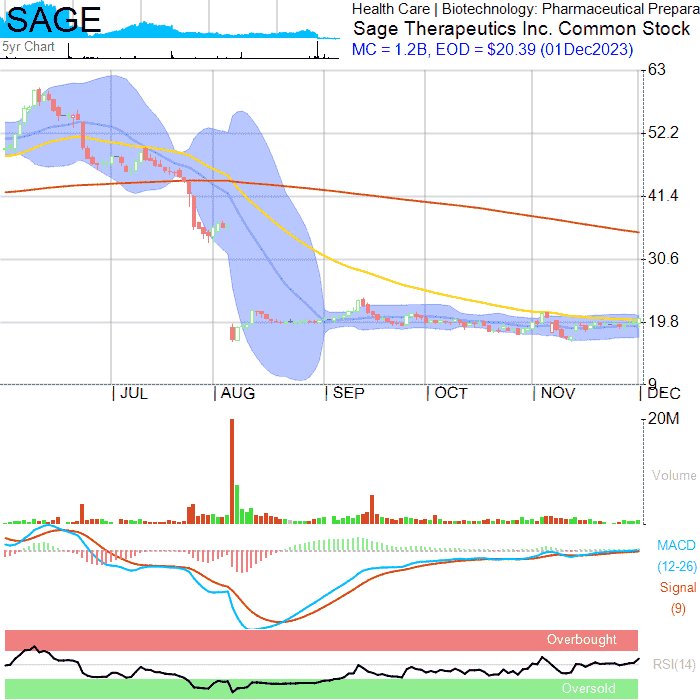 SAGE
Health Care | Biotechnology: Pharmaceutical Prepara
Sage Therapeutics Inc. Common Stock
5yr Chart
MC = 1.2B, EOD = $20.39 (01Dec2023)
63
52.2
41.4
30.6
19.8
9
JUL
AUG
SEP
OCT
NOV
DEC
20M
Volume
MACD
(12-26)
Signal
(9)
Overbought
RSI(14)
Oversold